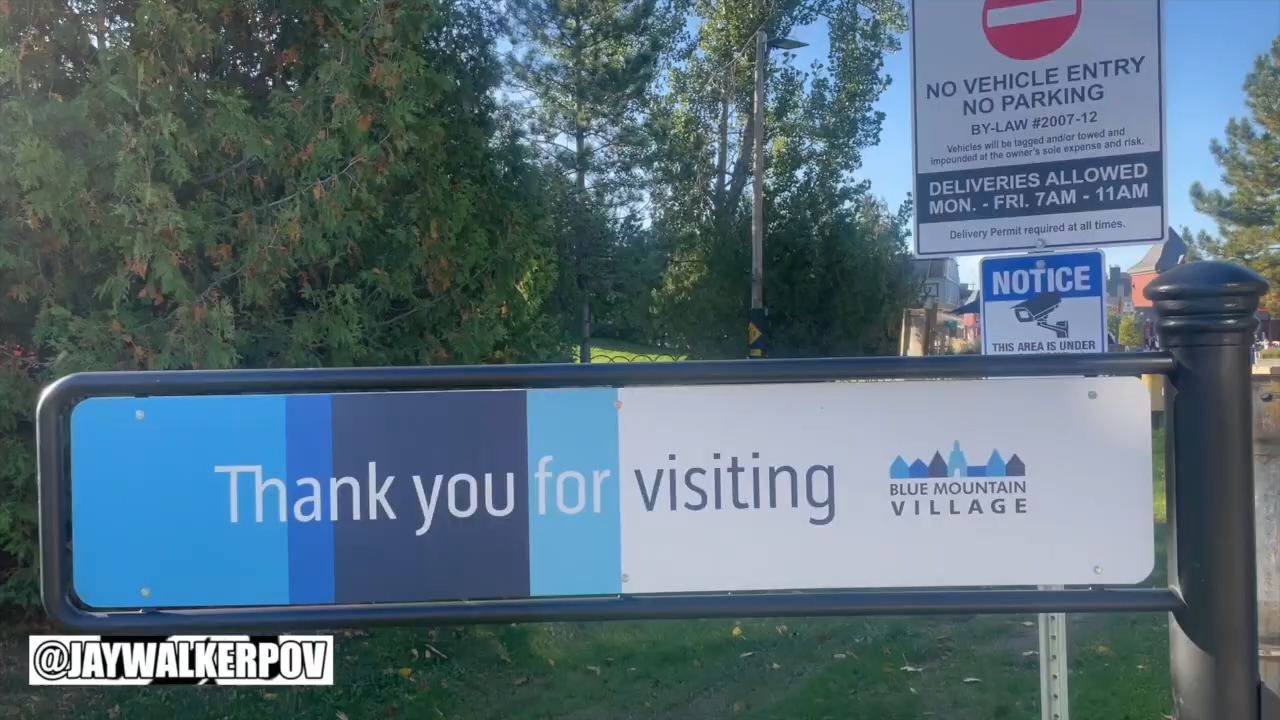 NO VEHICLE ENTRY
NO PARKING
BY-LAW #2007-12
Vehicles will be tagged and/or towed and
impounded at the owner's sole expense and risk.
DELIVERIES ALLOWED
MON. - FRI. 7AM - 11AM
Delivery Permit required at all times.
NOTICE
THIS AREA IS UNDER
Thank you for visiting
BLUE MOUNTAIN
VILLAGE
@JAYWALKERPOV